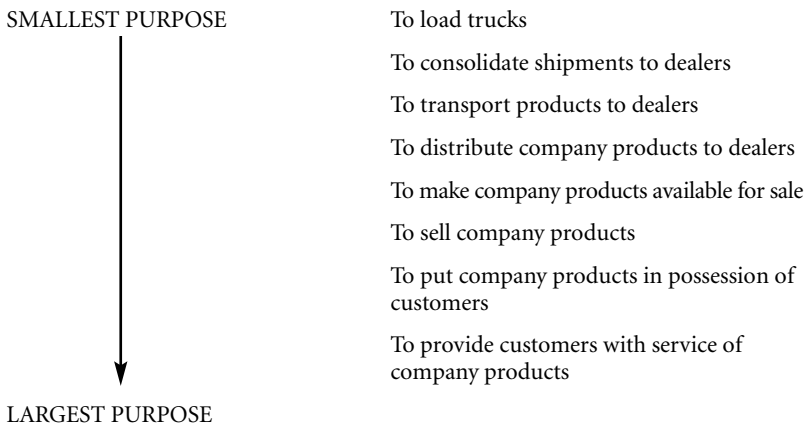 SMALLEST PURPOSE
To load trucks
To consolidate shipments to dealers
To transport products to dealers
To distribute company products to dealers
To make company products available for sale
To sell company products
To put company products in possession of
customers
To provide customers with service of
company products
LARGEST PURPOSE